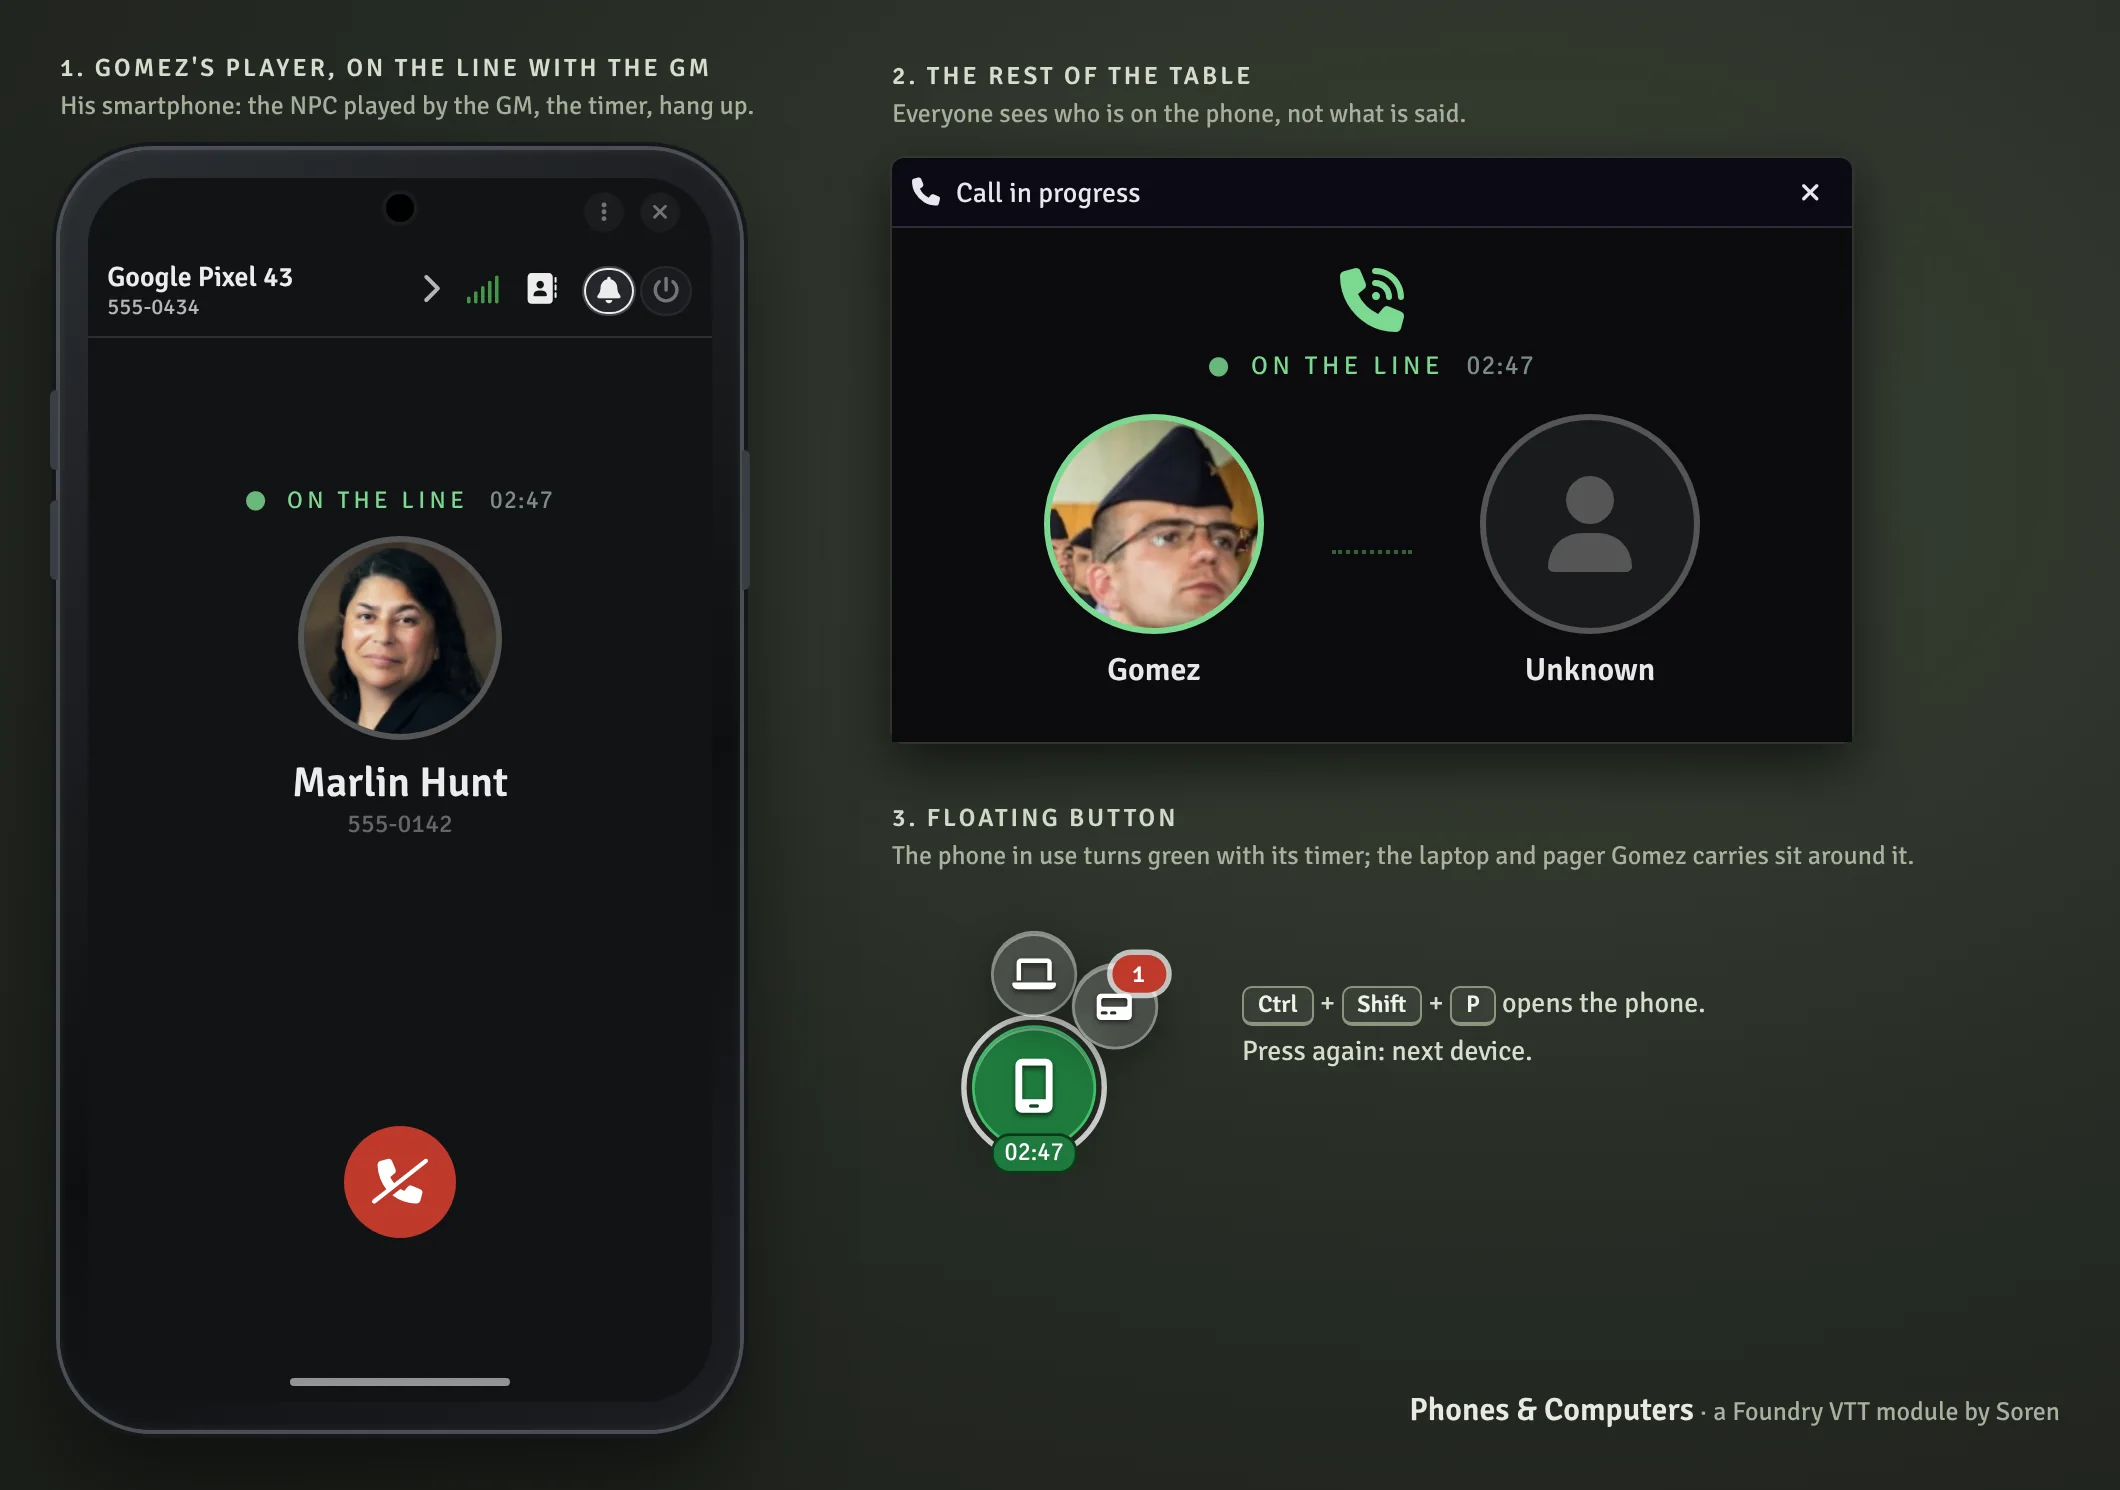 1. GOMEZ'S PLAYER, ON THE LINE WITH THE GM
His smartphone: the NPC played by the GM, the timer, hang up.
Google Pixel 43
555-0434
ON THE LINE 02:47
Marlin Hunt
555-0142
2. THE REST OF THE TABLE
Everyone sees who is on the phone, not what is said.
Call in progress
ON THE LINE 02:47
Gomez
Unknown
3. FLOATING BUTTON
The phone in use turns green with its timer; the laptop and pager Gomez carries sit around it.
1
02:47
Ctrl + Shift + P opens the phone.
Press again: next device.
Phones & Computers · a Foundry VTT module by Soren